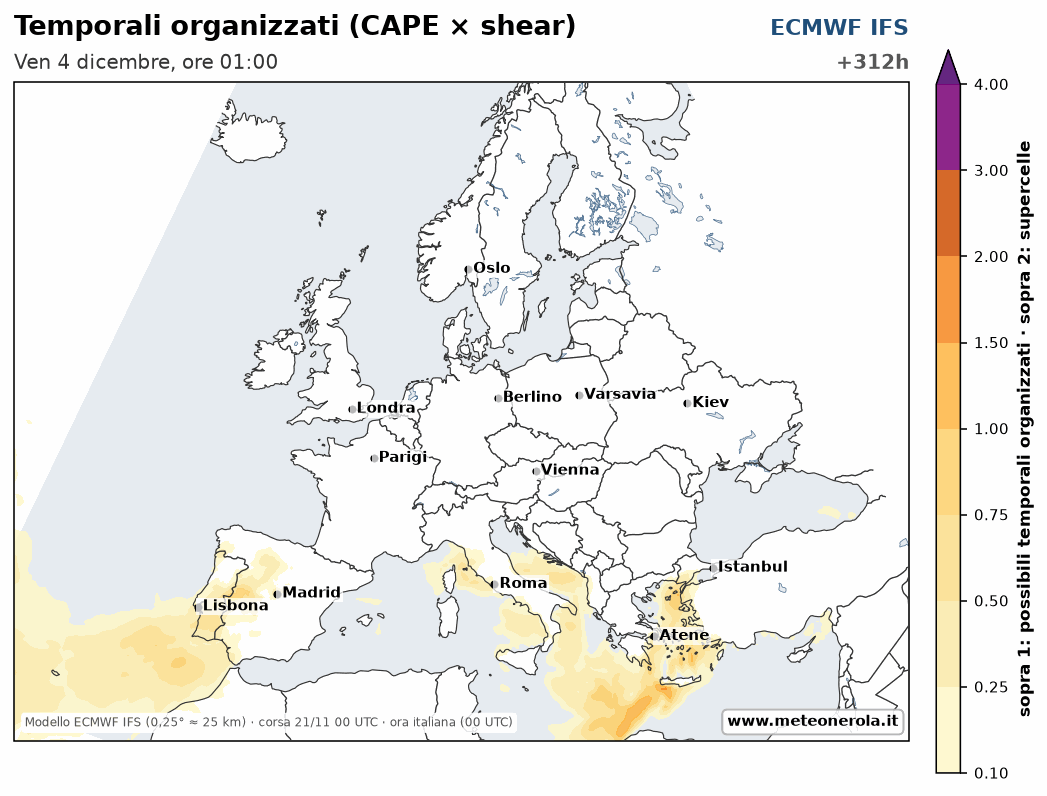 Temporali organizzati (CAPE × shear)
ECMWF IFS
Ven 4 dicembre, ore 01:00
+312h
Oslo
Berlino
Varsavia
Kiev
Londra
Parigi
Vienna
Istanbul
Roma
Madrid
Lisbona
Atene
Modello ECMWF IFS (0,25° ≈ 25 km) · corsa 21/11 00 UTC · ora italiana (00 UTC)
www.meteonerola.it
4.00
3.00
2.00
1.50
1.00
0.75
0.50
0.25
0.10
sopra 1: possibili temporali organizzati · sopra 2: supercelle